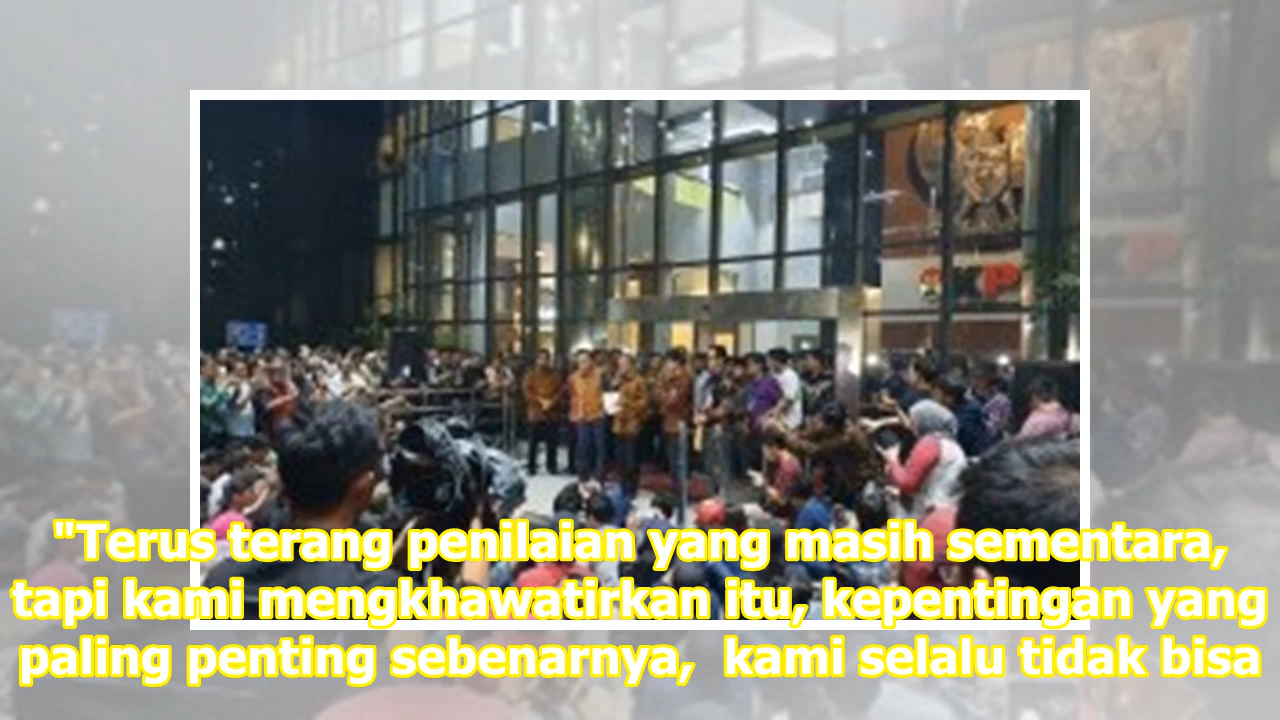 KP
"Terus terang penilaian yang masih sementara,
tapi kami mengkhawatirkan itu, kepentingan yang
paling penting sebenarnya,  kami selalu tidak bisa